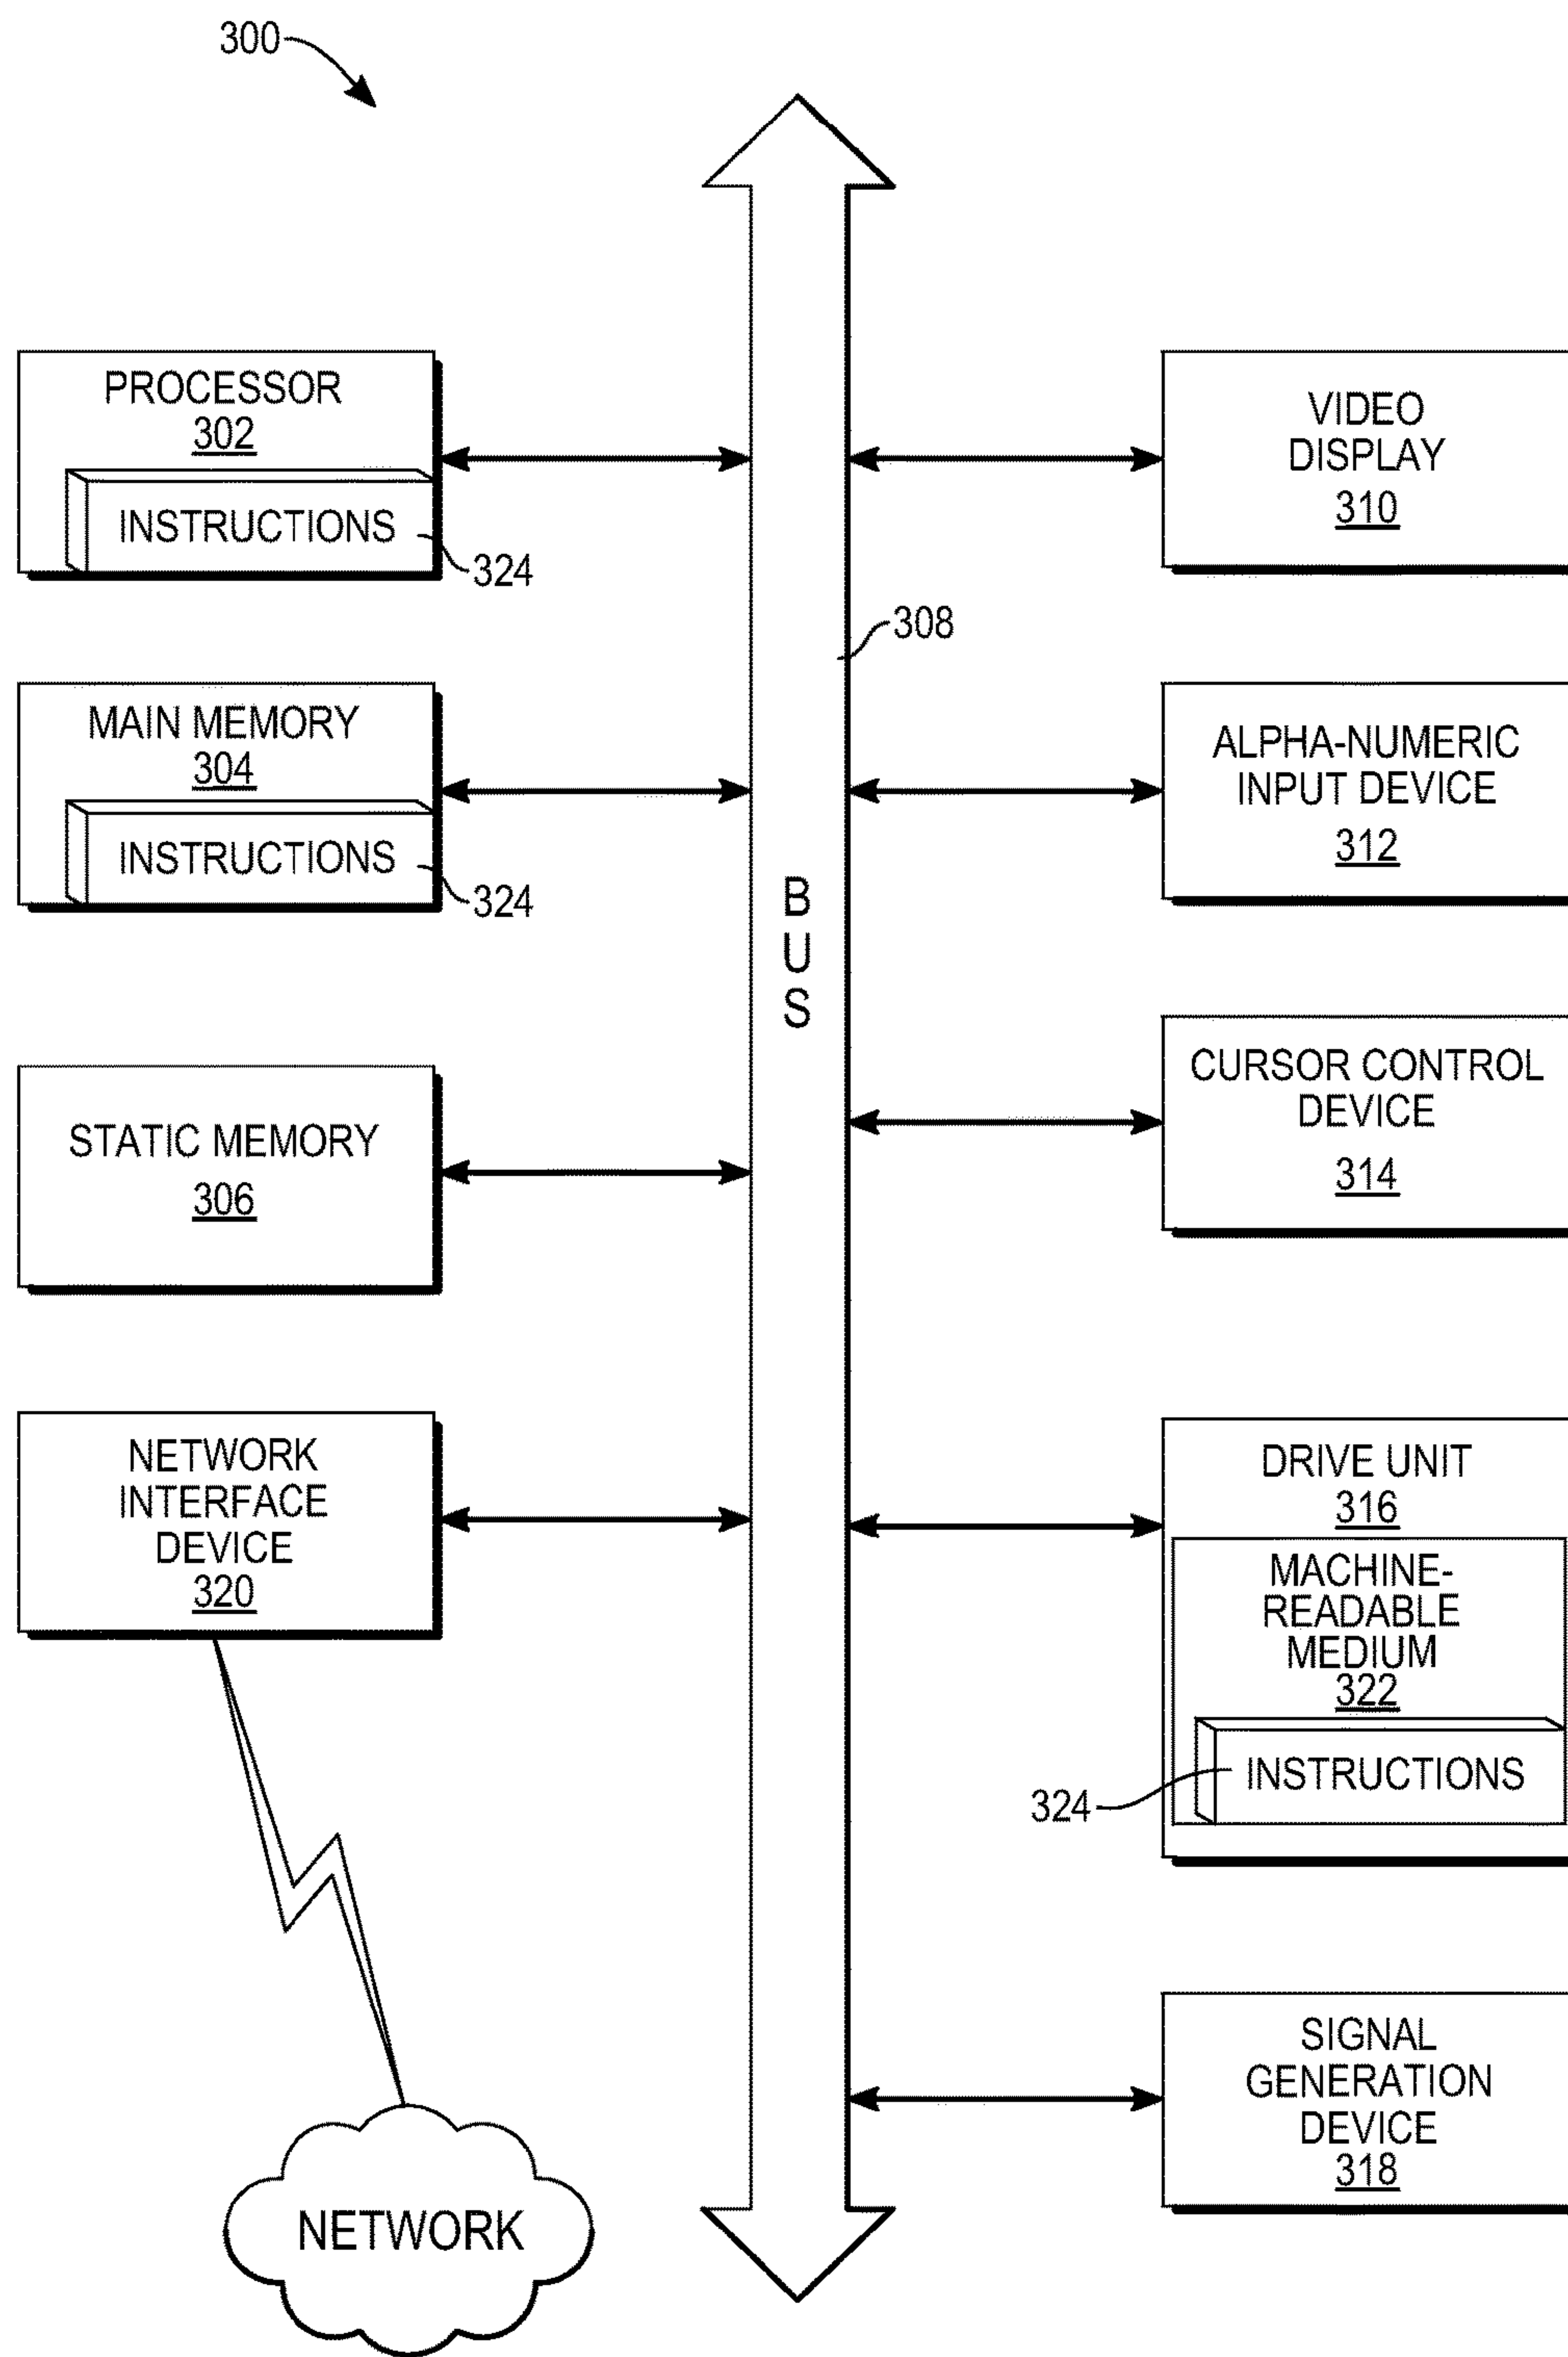 300
PROCESSOR
302
INSTRUCTIONS
324
MAIN MEMORY
304
INSTRUCTIONS
324
STATIC MEMORY
306
NETWORK
INTERFACE
DEVICE
320
NETWORK
308
B
U
S
VIDEO
DISPLAY
310
ALPHA-NUMERIC
INPUT DEVICE
312
CURSOR CONTROL
DEVICE
314
DRIVE UNIT
316
MACHINE-
READABLE
MEDIUM
322
INSTRUCTIONS
324
SIGNAL
GENERATION
DEVICE
318